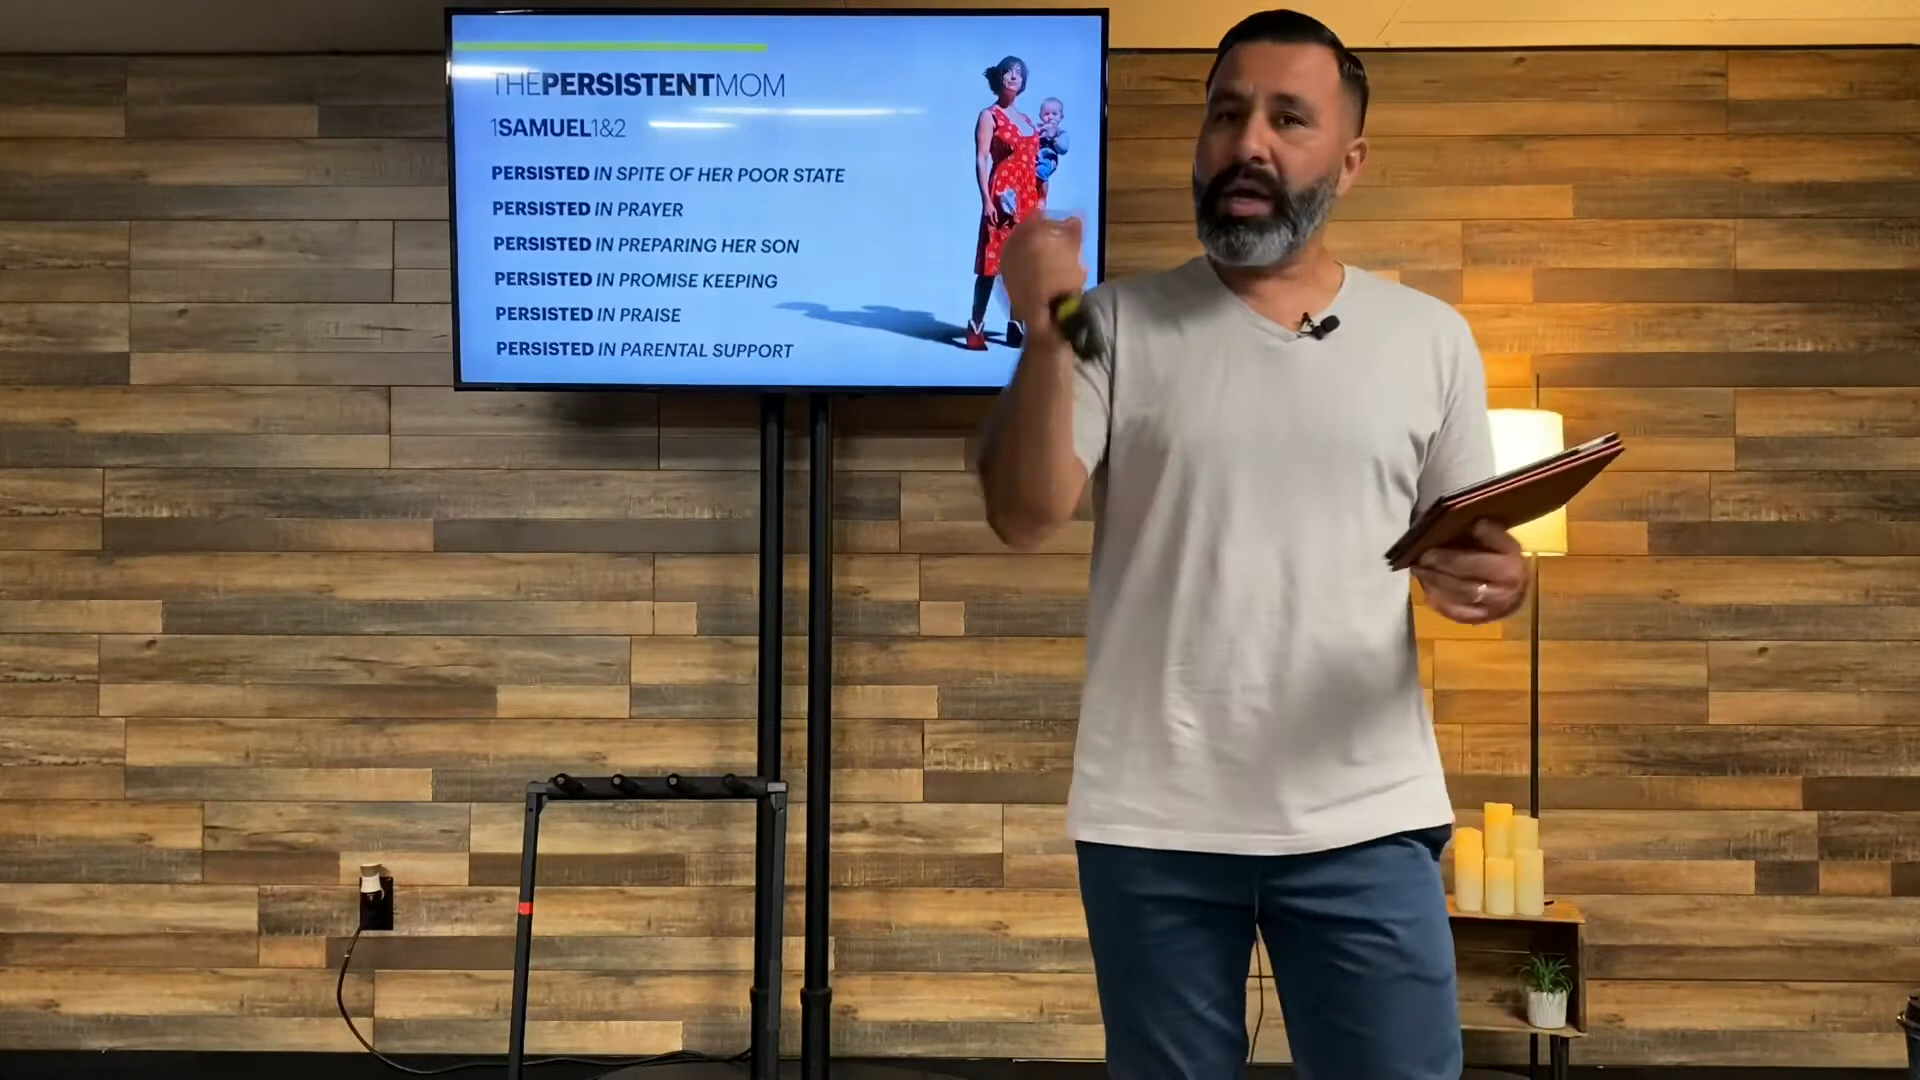 THEPERSISTENTMOM
1SAMUEL1&2
PERSISTED IN SPITE OF HER POOR STATE
PERSISTED IN PRAYER
PERSISTED IN PREPARING HER SON
PERSISTED IN PROMISE KEEPING
PERSISTED IN PRAISE
PERSISTED IN PARENTAL SUPPORT